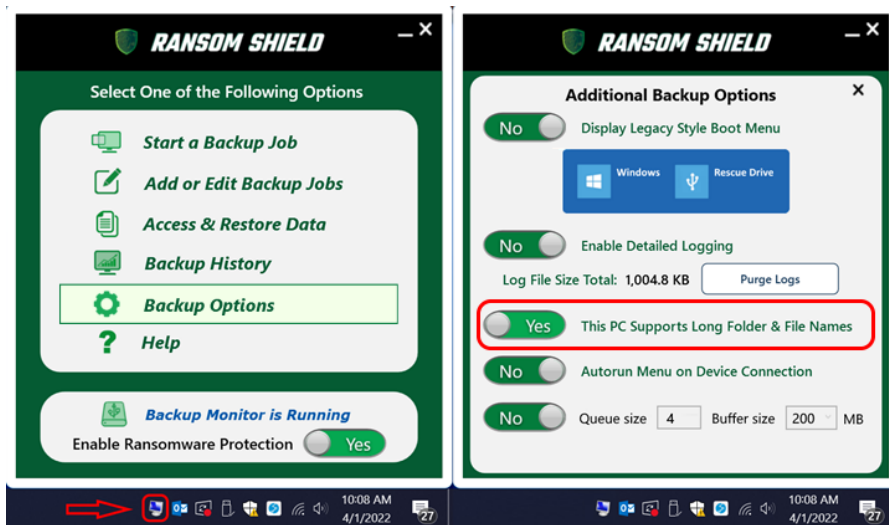 RANSOM SHIELD
Select One of the Following Options
Start a Backup Job
Add or Edit Backup Jobs
Access & Restore Data
Backup History
Backup Options
? Help
Backup Monitor is Running
Enable Ransomware Protection Yes
10:08 AM
4/1/2022
27
RANSOM SHIELD
Additional Backup Options
No Display Legacy Style Boot Menu
Windows Rescue Drive
No Enable Detailed Logging
Log File Size Total: 1,004.8 KB Purge Logs
Yes This PC Supports Long Folder & File Names
No Autorun Menu on Device Connection
No Queue size 4 Buffer size 200 MB
10:08 AM
4/1/2022
27